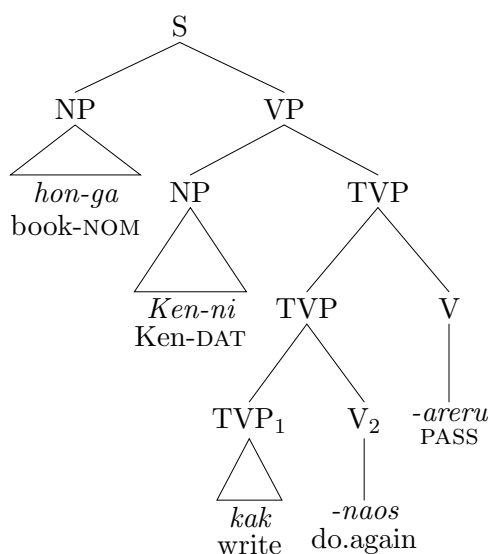 S
NP VP
hon-ga
book-NOM
NP TVP
Ken-ni
Ken-DAT
TVP V
-areru
PASS
TVP₁ V₂
kak -naos
write do.again